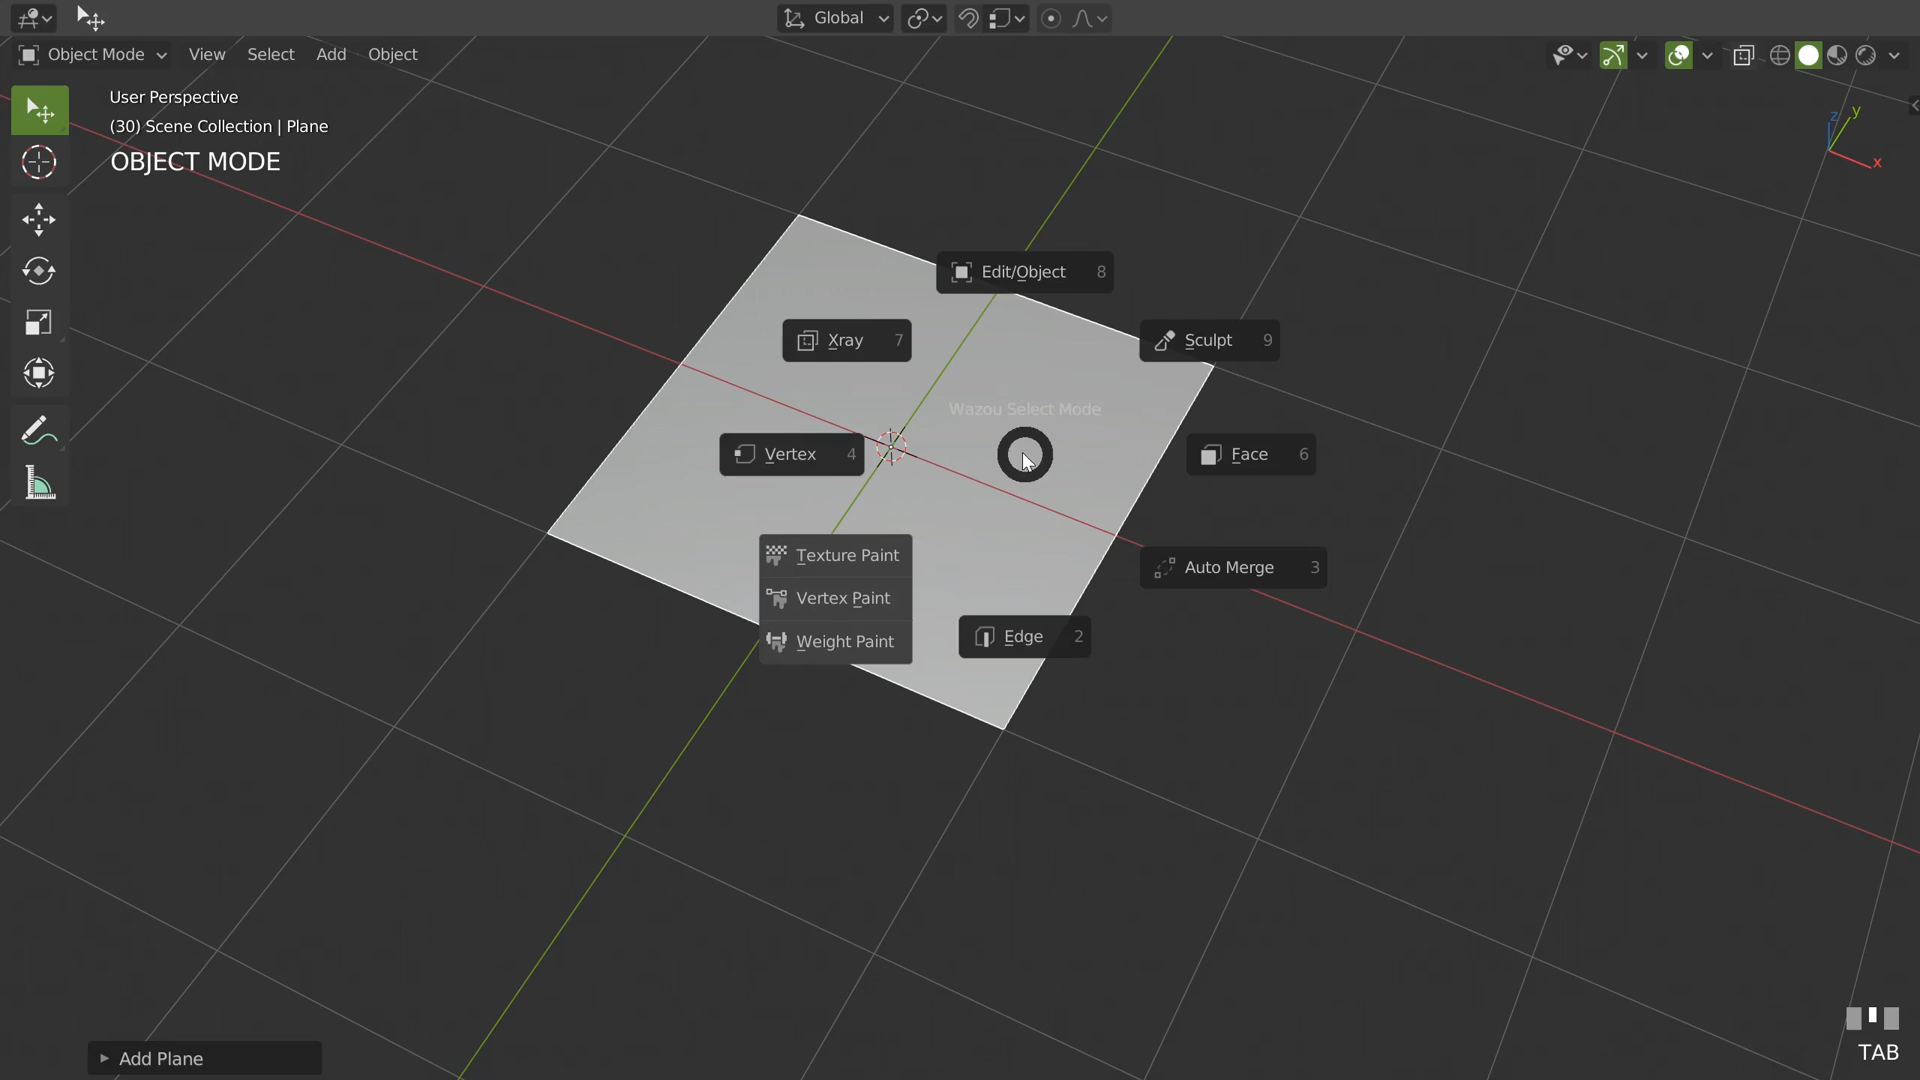 Global
Object Mode View Select Add Object
User Perspective
(30) Scene Collection | Plane
OBJECT MODE
y
z
x
Edit/Object 8
Xray 7
Sculpt 9
Wazou Select Mode
Vertex 4
Face 6
Texture Paint
Auto Merge 3
Vertex Paint
Weight Paint
Edge 2
Add Plane
TAB